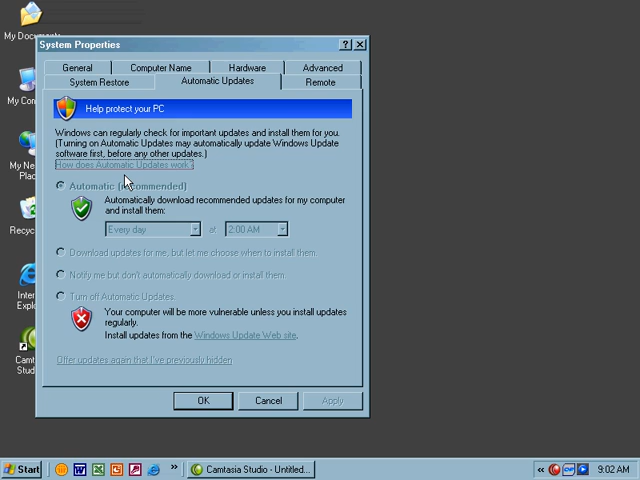 My Docum
System Properties
General
Computer Name
Hardware
Advanced
System Restore
Automatic Updates
Remote
My Com
Help protect your PC
Windows can regularly check for important updates and install them for you.
(Turning on Automatic Updates may automatically update Windows Update
software first, before any other updates.)
How does Automatic Updates work?
My Ne
Plac
Automatic (recommended)
Automatically download recommended updates for my computer
and install them:
Every day
at
2:00 AM
Recyc
Download updates for me, but let me choose when to install them.
Notify me but don't automatically download or install them.
Inter
Explo
Turn off Automatic Updates.
Your computer will be more vulnerable unless you install updates
regularly.
Install updates from the Windows Update Web site.
Camt
Studi
Offer updates again that I've previously hidden
OK
Cancel
Apply
Start
Camtasia Studio - Untitled...
9:02 AM